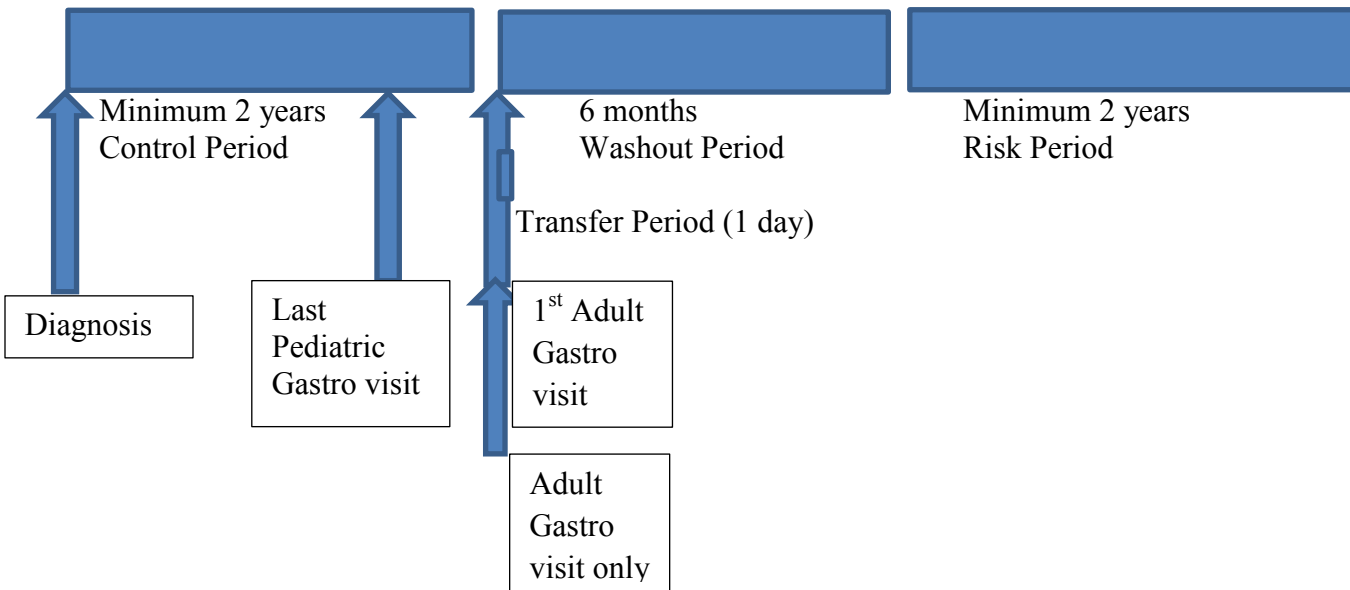 Minimum 2 years
Control Period
6 months
Washout Period
Minimum 2 years
Risk Period
Transfer Period (1 day)
Diagnosis
Last
Pediatric
Gastro visit
1st Adult
Gastro
visit
Adult
Gastro
visit only